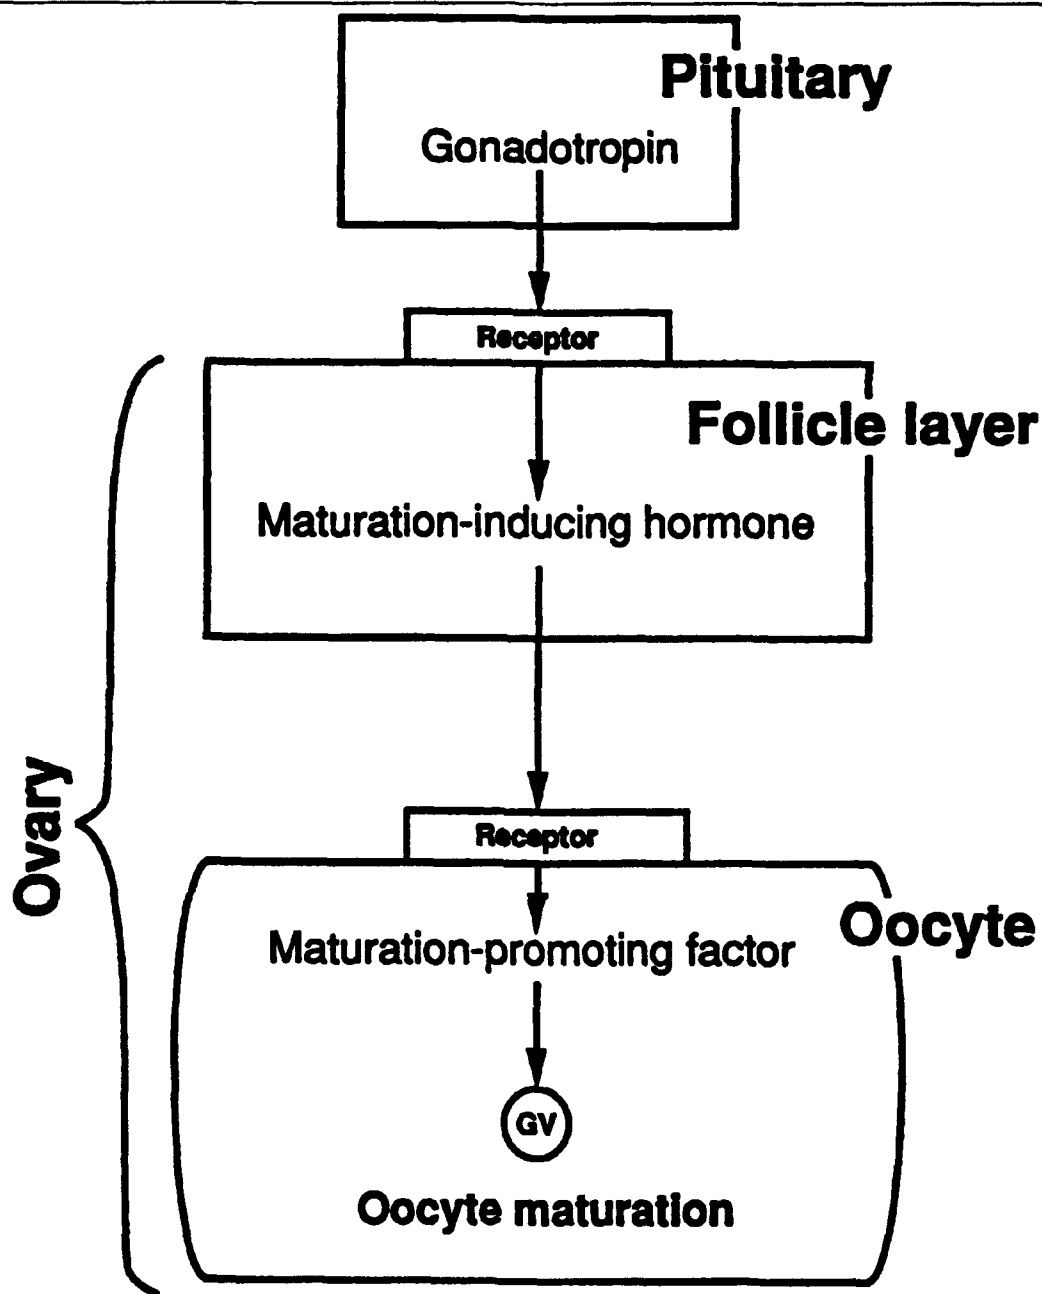 Pituitary
Gonadotropin
Receptor
Follicle layer
Maturation-inducing hormone
Ovary
Receptor
Oocyte
Maturation-promoting factor
GV
Oocyte maturation